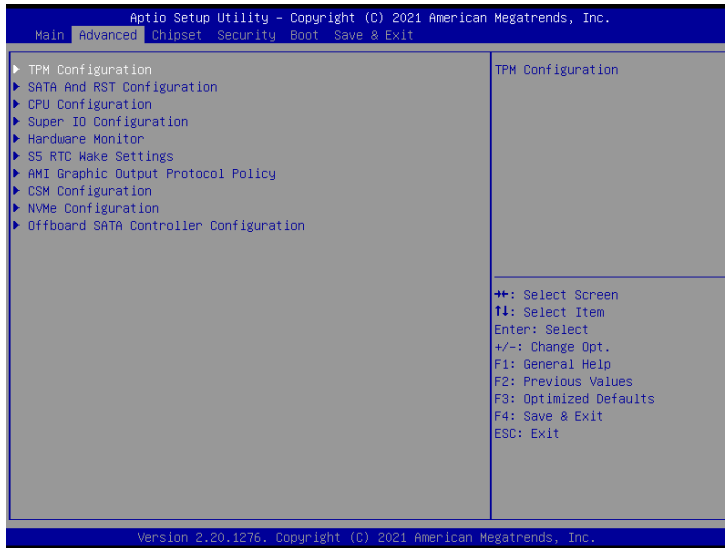 Aptio Setup Utility – Copyright (C) 2021 American Megatrends, Inc.
Main Advanced Chipset Security Boot Save & Exit
TPM Configuration
SATA And RST Configuration
CPU Configuration
Super IO Configuration
Hardware Monitor
S5 RTC Wake Settings
AMI Graphic Output Protocol Policy
CSM Configuration
NVMe Configuration
Offboard SATA Controller Configuration
TPM Configuration
→←: Select Screen
↑↓: Select Item
Enter: Select
+/-: Change Opt.
F1: General Help
F2: Previous Values
F3: Optimized Defaults
F4: Save & Exit
ESC: Exit
Version 2.20.1276. Copyright (C) 2021 American Megatrends, Inc.